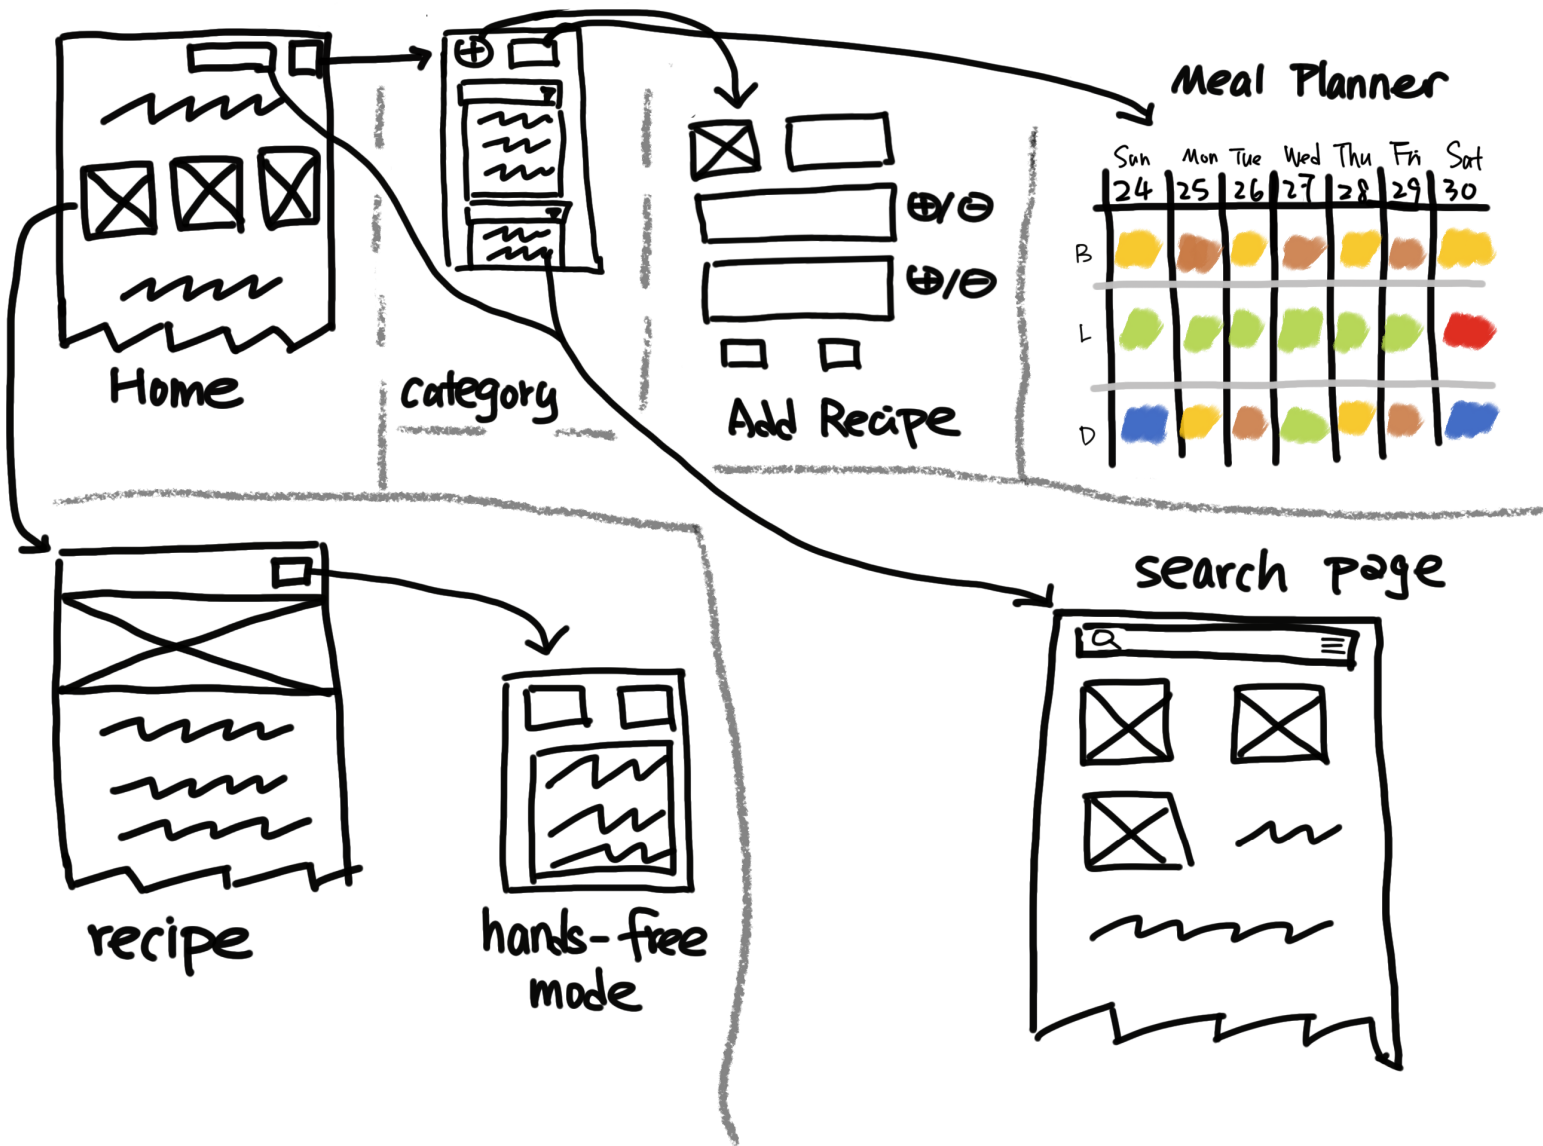 Home
category
Add Recipe
Meal Planner
Sun Mon Tue Wed Thu Fri Sat
24 25 26 27 28 29 30
B
L
D
recipe
hands-free
mode
search page